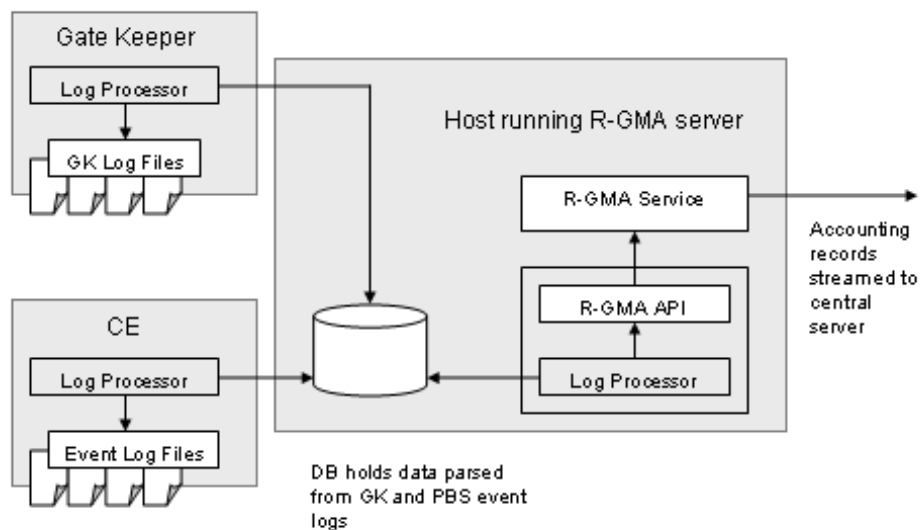 Gate Keeper
Log Processor
GK Log Files
Host running R-GMA server
R-GMA Service
Accounting
records
streamed to
central
server
R-GMA API
Log Processor
CE
Log Processor
Event Log Files
DB holds data parsed
from GK and PBS event
logs